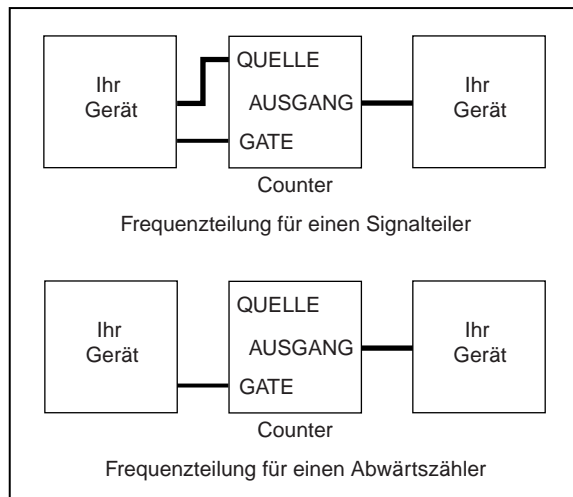 Ihr
Gerät
QUELLE
AUSGANG
GATE
Ihr
Gerät
Counter
Frequenzteilung für einen Signalteiler
Ihr
Gerät
QUELLE
AUSGANG
GATE
Ihr
Gerät
Counter
Frequenzteilung für einen Abwärtszähler